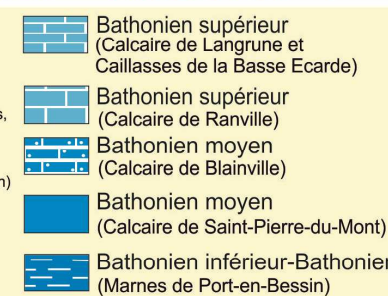 Bathonien supérieur
(Calcaire de Langrune et
Caillasses de la Basse Ecarde)
Bathonien supérieur
(Calcaire de Ranville)
Bathonien moyen
(Calcaire de Blainville)
Bathonien moyen
(Calcaire de Saint-Pierre-du-Mont)
Bathonien inférieur-Bathonien
(Marnes de Port-en-Bessin)